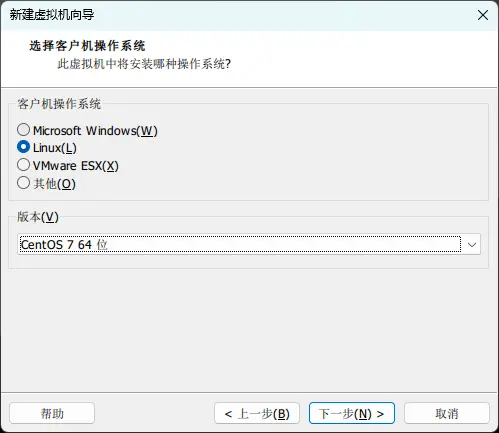 新建虚拟机向导
选择客户机操作系统
此虚拟机中将安装哪种操作系统?
客户机操作系统
Microsoft Windows(W)
Linux(L)
VMware ESX(X)
其他(O)
版本(V)
CentOS 7 64 位
帮助
< 上一步(B)
下一步(N) >
取消